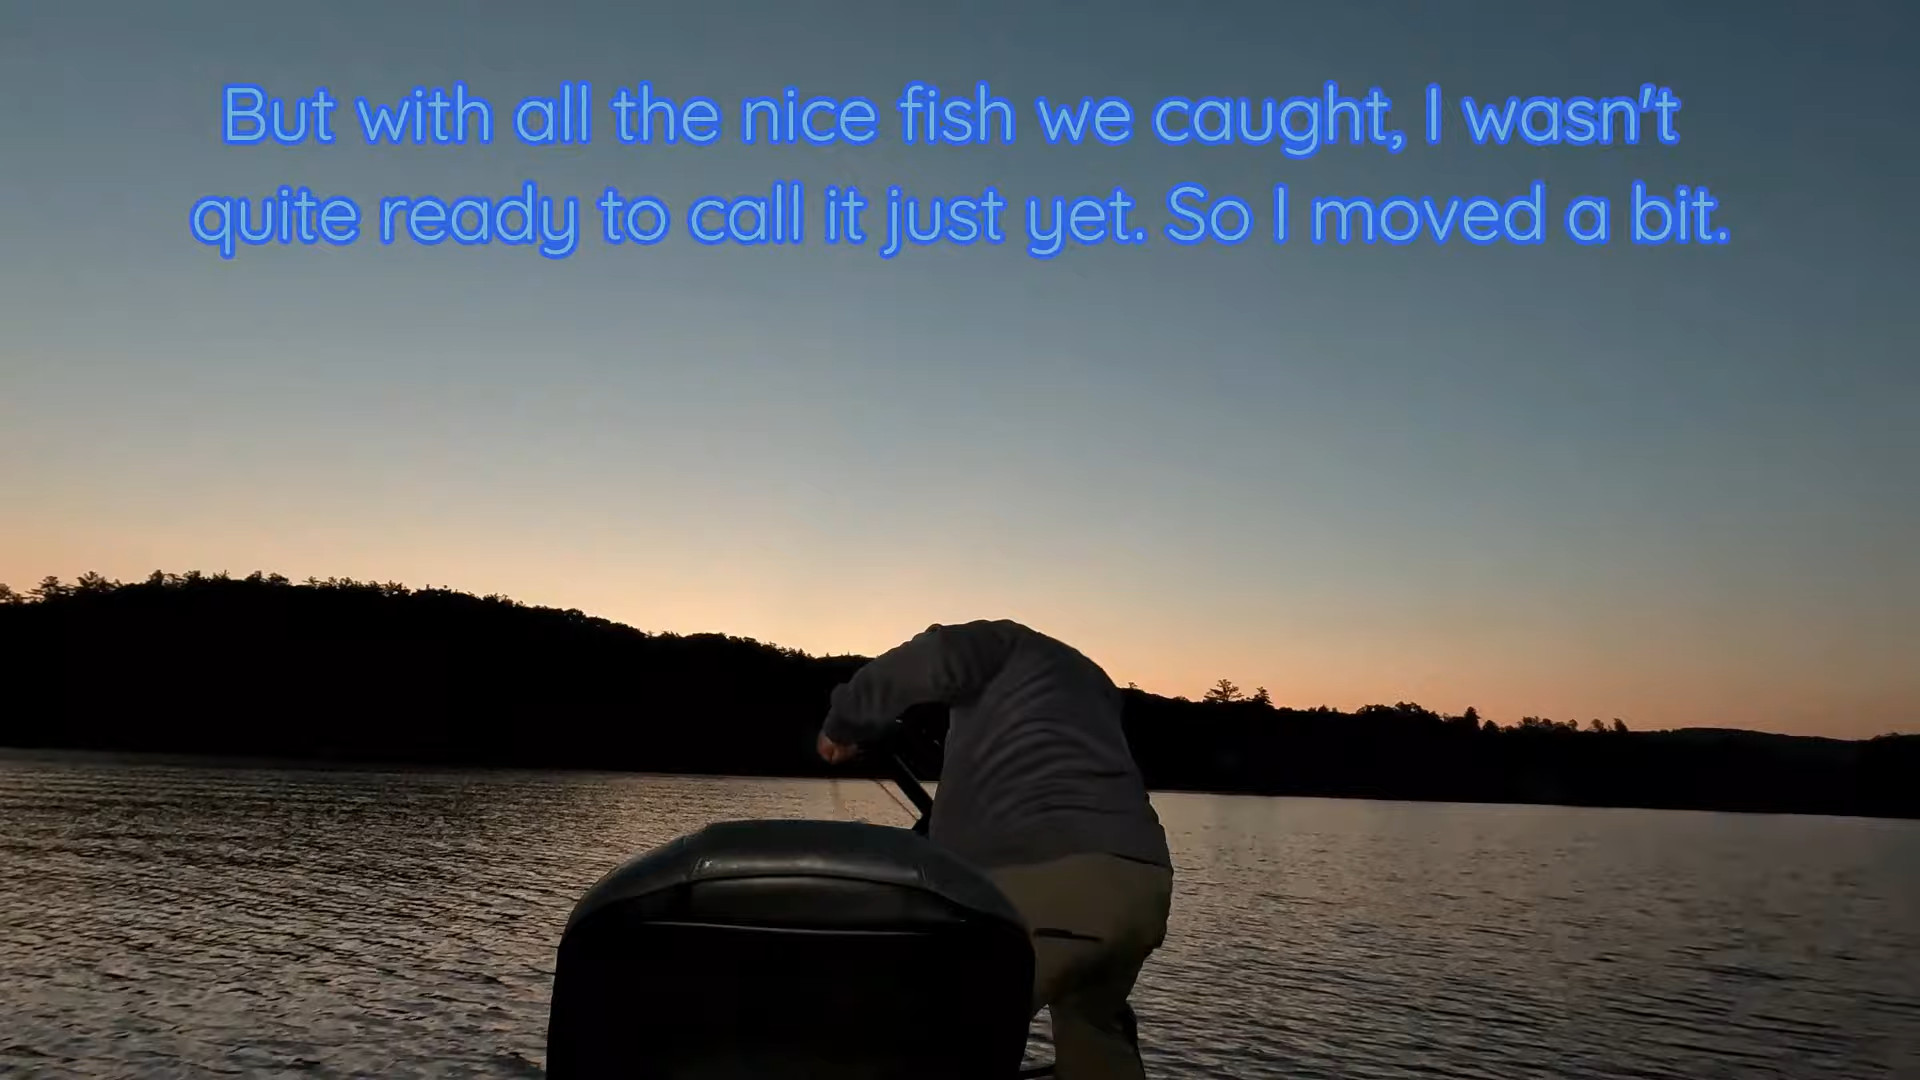 But with all the nice fish we caught, I wasn't
quite ready to call it just yet. So I moved a bit.